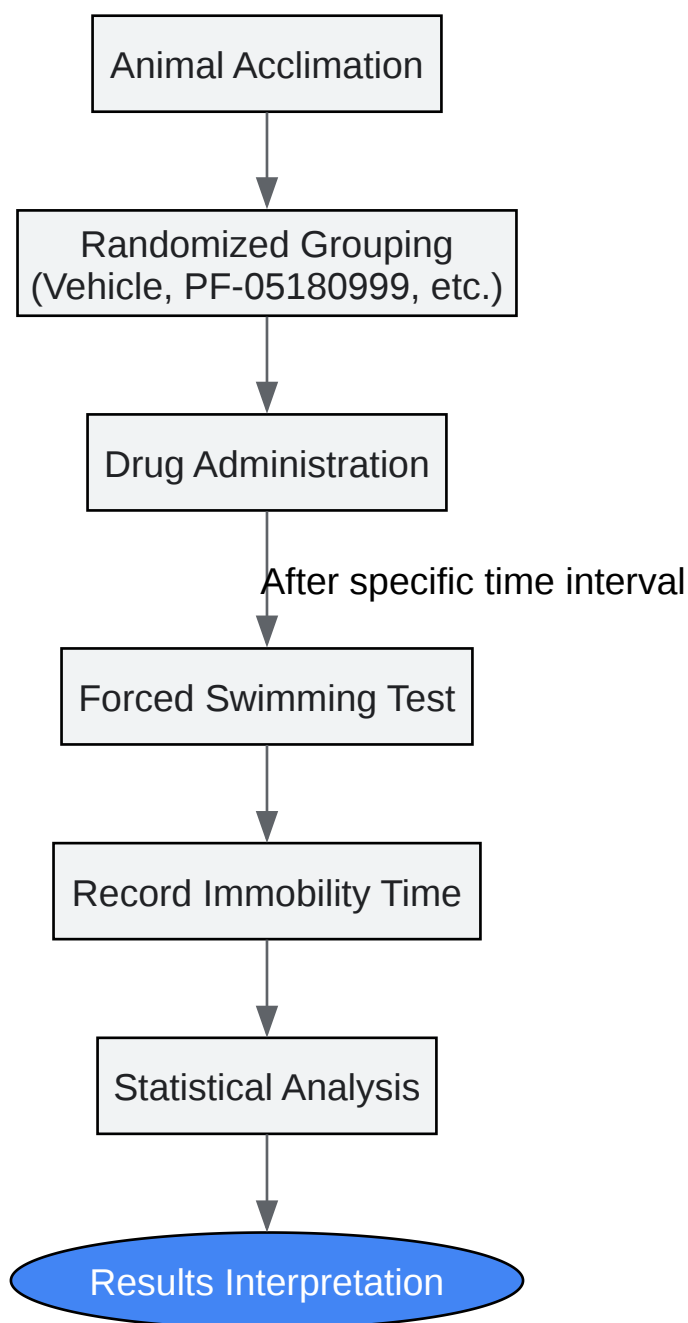 Animal Acclimation
Randomized Grouping
(Vehicle, PF-05180999, etc.)
Drug Administration
After specific time interval
Forced Swimming Test
Record Immobility Time
Statistical Analysis
Results Interpretation